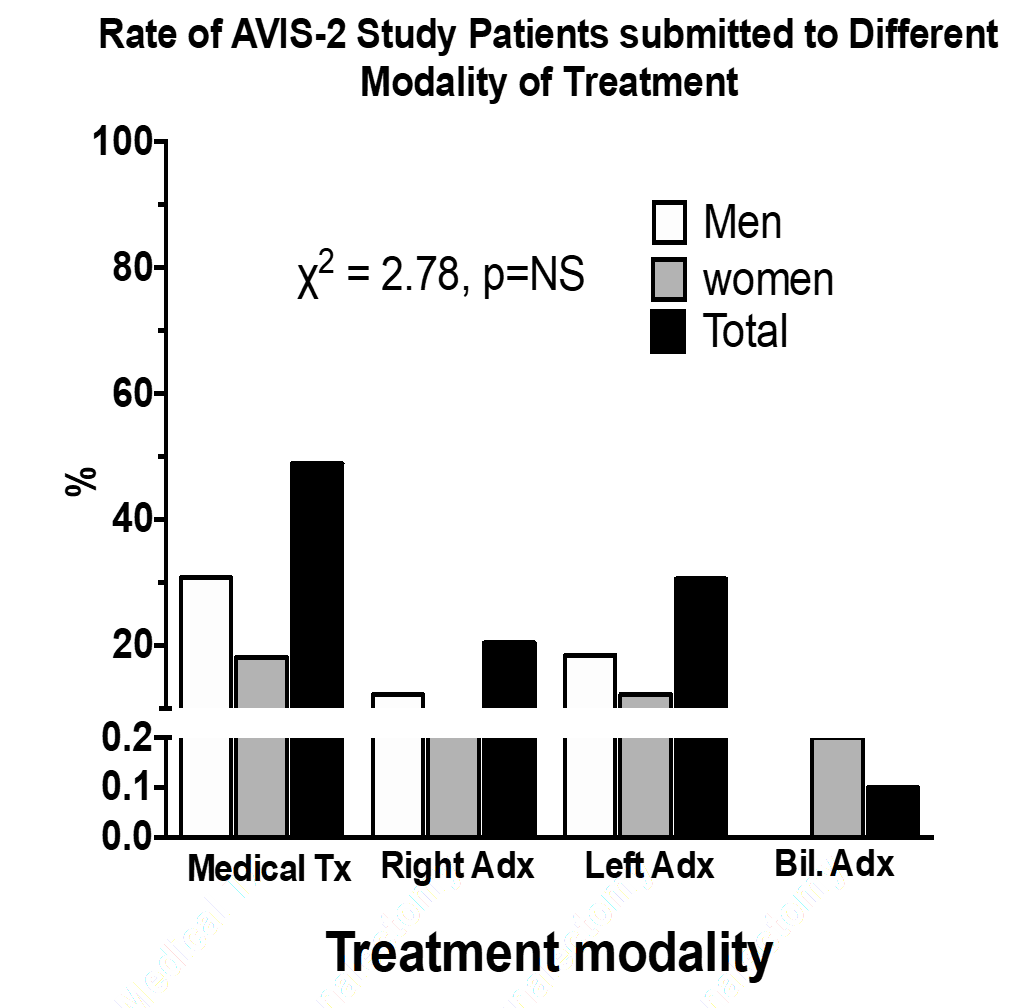 Rate of AVIS-2 Study Patients submitted to Different
Modality of Treatment
100
80
60
40
20
0.2
0.1
0.0
%
χ2 = 2.78, p=NS
Men
women
Total
Medical Tx
Right Adx
Left Adx
Bil. Adx
Treatment modality